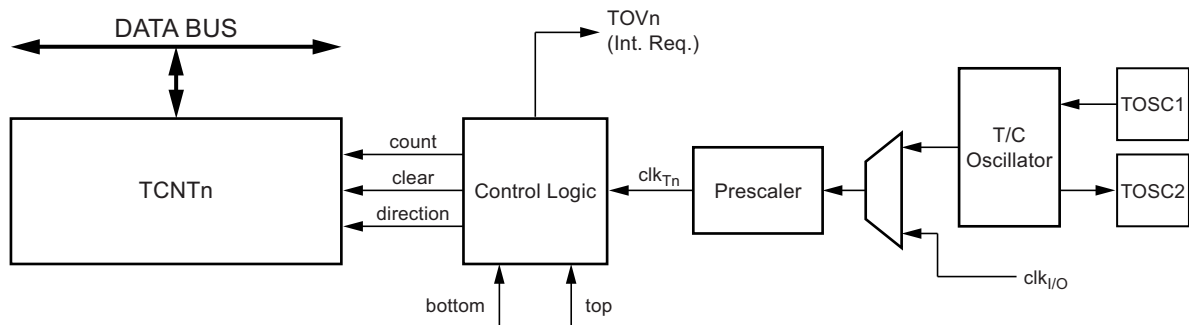 DATA BUS
TOVn
(Int. Req.)
TCNTn
count
clear
direction
Control Logic
bottom
top
clkTn
Prescaler
T/C
Oscillator
TOSC1
TOSC2
clkI/O